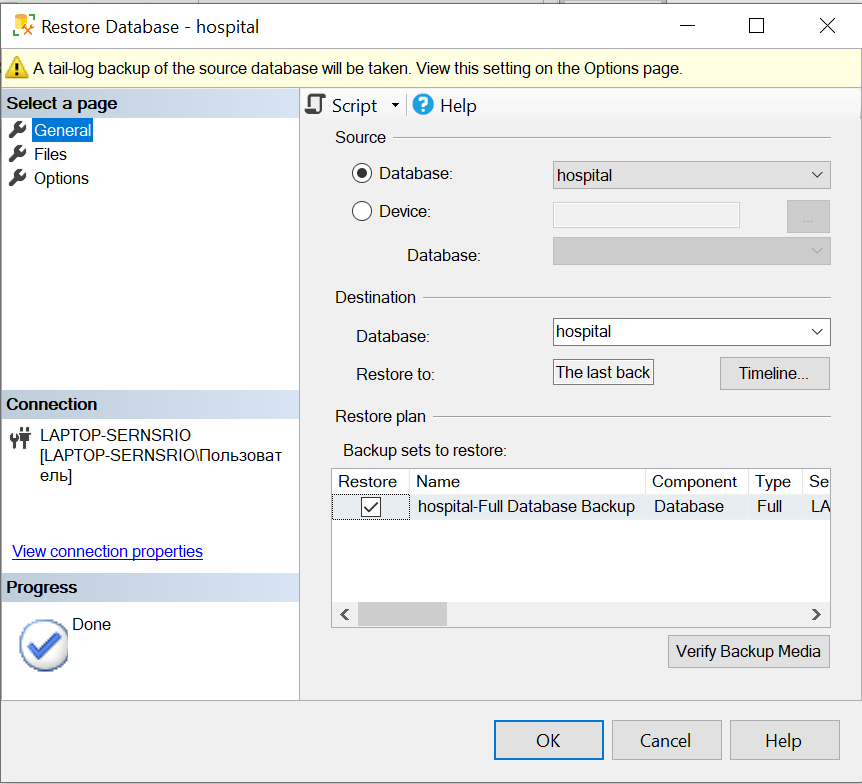 Restore Database - hospital
A tail-log backup of the source database will be taken. View this setting on the Options page.
Select a page
General
Files
Options
Script
Help
Source
Database:
hospital
Device:
...
Database:
Destination
Database:
hospital
Restore to:
The last back
Timeline...
Restore plan
Backup sets to restore:
Restore Name Component Type Se
hospital-Full Database Backup Database Full LA
Verify Backup Media
Connection
LAPTOP-SERNSRIO
[LAPTOP-SERNSRIO\Пользоват
ель]
View connection properties
Progress
Done
OK
Cancel
Help